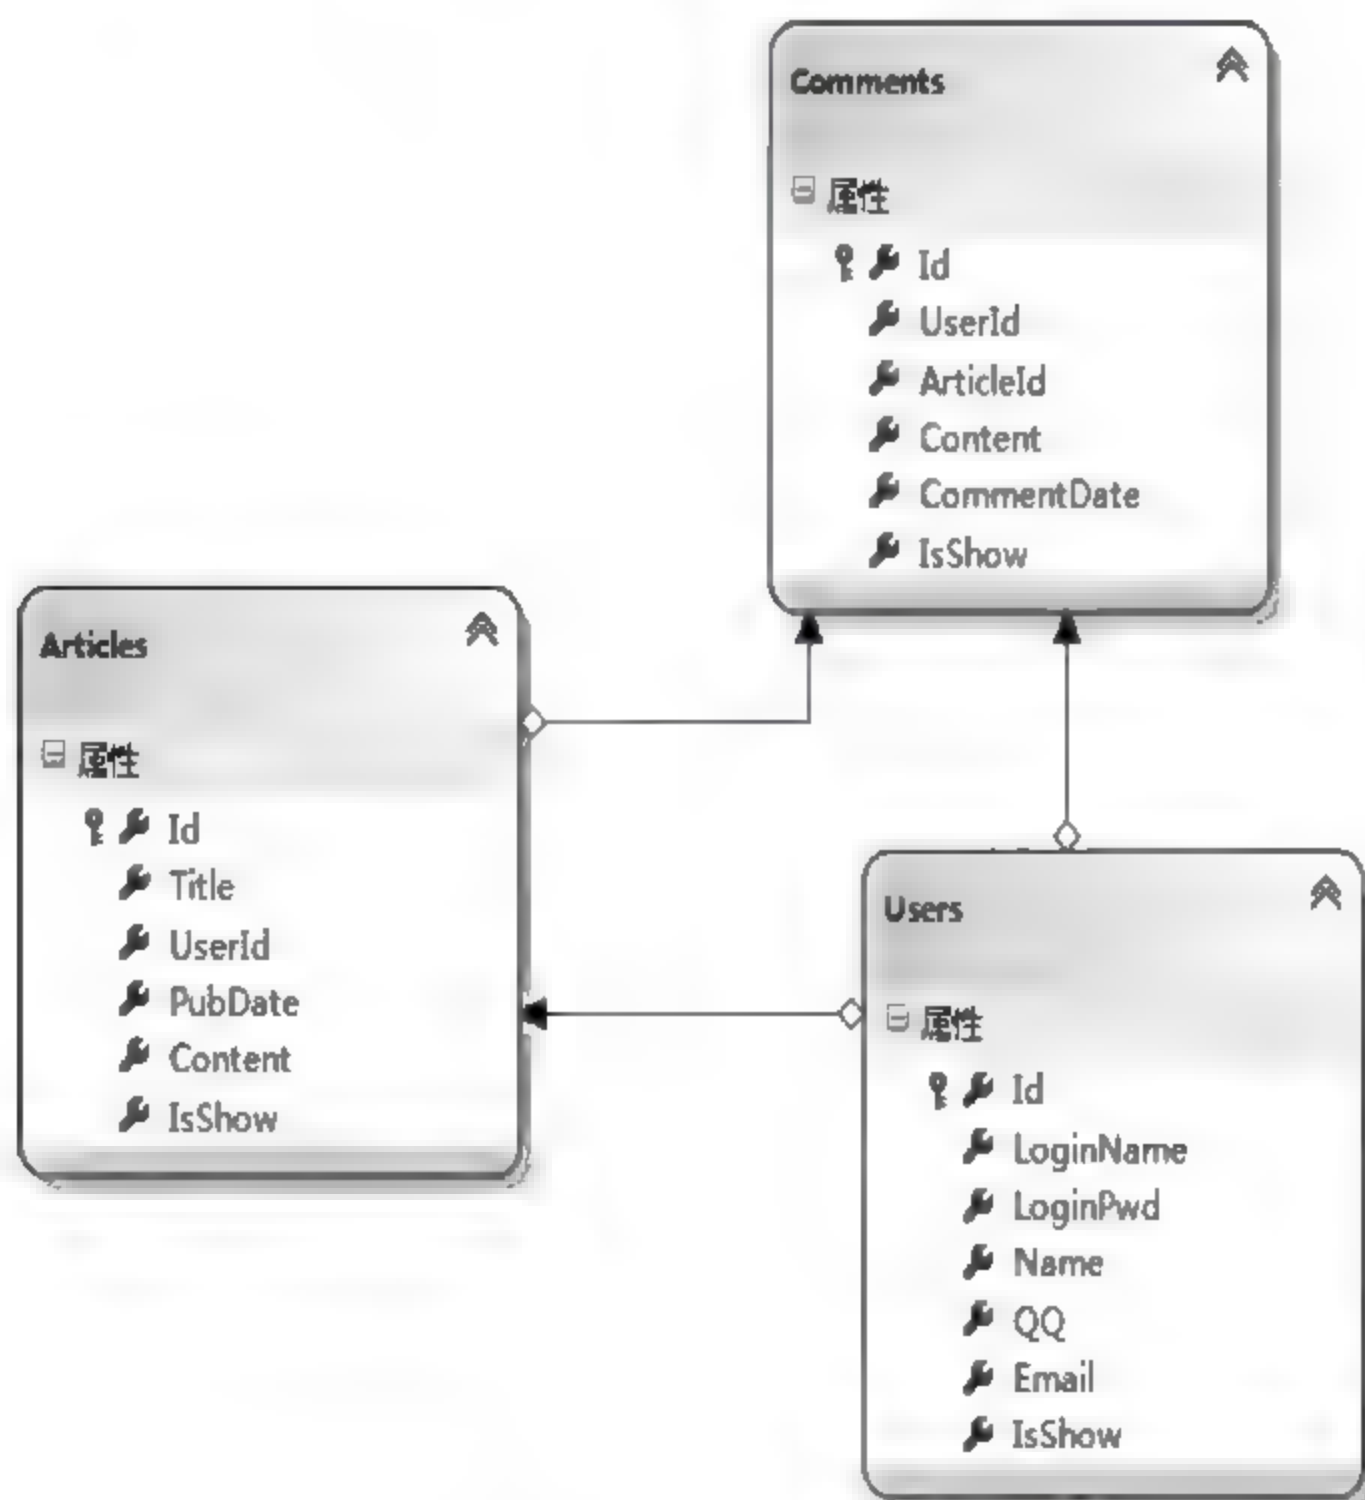 Comments
属性
Id
UserId
ArticleId
Content
CommentDate
IsShow
Articles
属性
Id
Title
UserId
PubDate
Content
IsShow
Users
属性
Id
LoginName
LoginPwd
Name
QQ
Email
IsShow